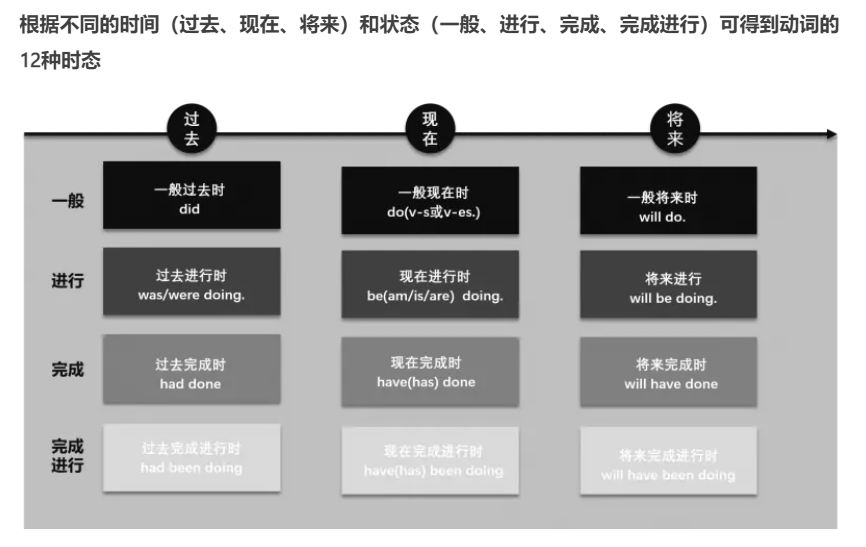 根据不同的时间（过去、现在、将来）和状态（一般、进行、完成、完成进行）可得到动词的
12种时态
过去
现在
将来
一般
一般过去时
did
一般现在时
do(v-s或v-es.)
一般将来时
will do.
进行
过去进行时
was/were doing.
现在进行时
be(am/is/are) doing.
将来进行
will be doing.
完成
过去完成时
had done
现在完成时
have(has) done
将来完成时
will have done
完成
进行
过去完成进行时
had been doing
现在完成进行时
have(has) been doing
将来完成进行时
will have been doing